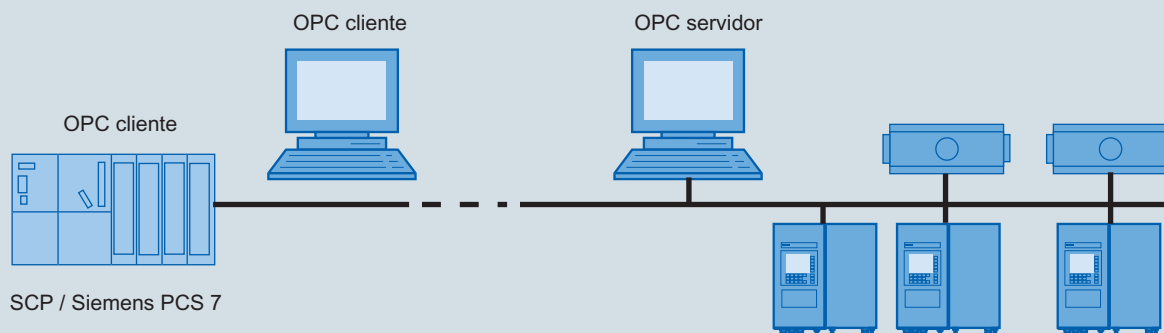 OPC cliente
OPC servidor
OPC cliente
SCP / Siemens PCS 7